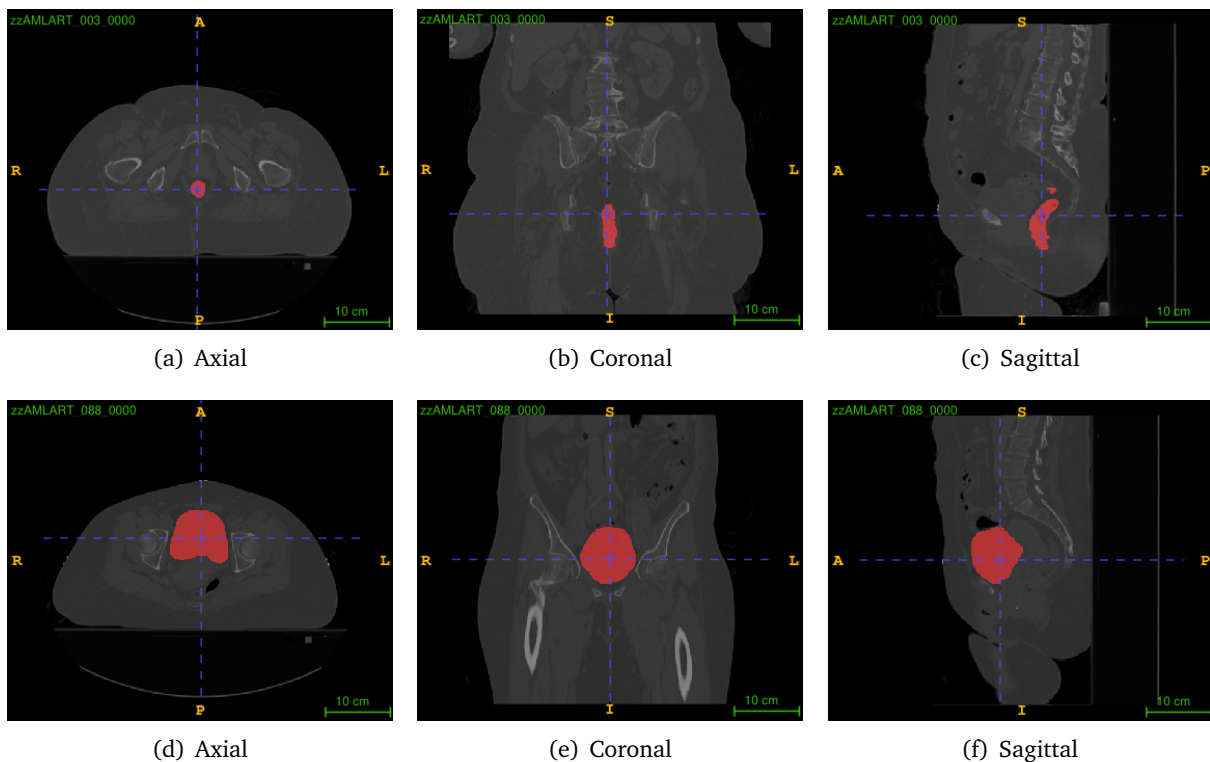 zzAMLART_003_0000
A
R
L
P
10 cm
(a) Axial
zzAMLART_003_0000
S
R
L
I
10 cm
(b) Coronal
zzAMLART_003_0000
S
A
P
I
10 cm
(c) Sagittal
zzAMLART_088_0000
A
R
L
P
10 cm
(d) Axial
zzAMLART_088_0000
S
R
L
I
10 cm
(e) Coronal
zzAMLART_088_0000
S
A
P
I
10 cm
(f) Sagittal